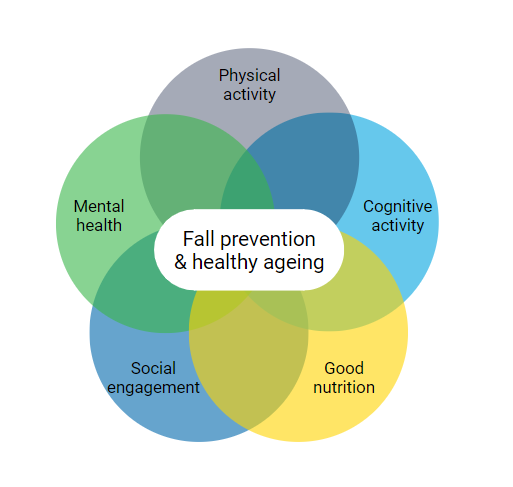 Physical
activity
Mental
health
Cognitive
activity
Fall prevention
& healthy ageing
Social
engagement
Good
nutrition